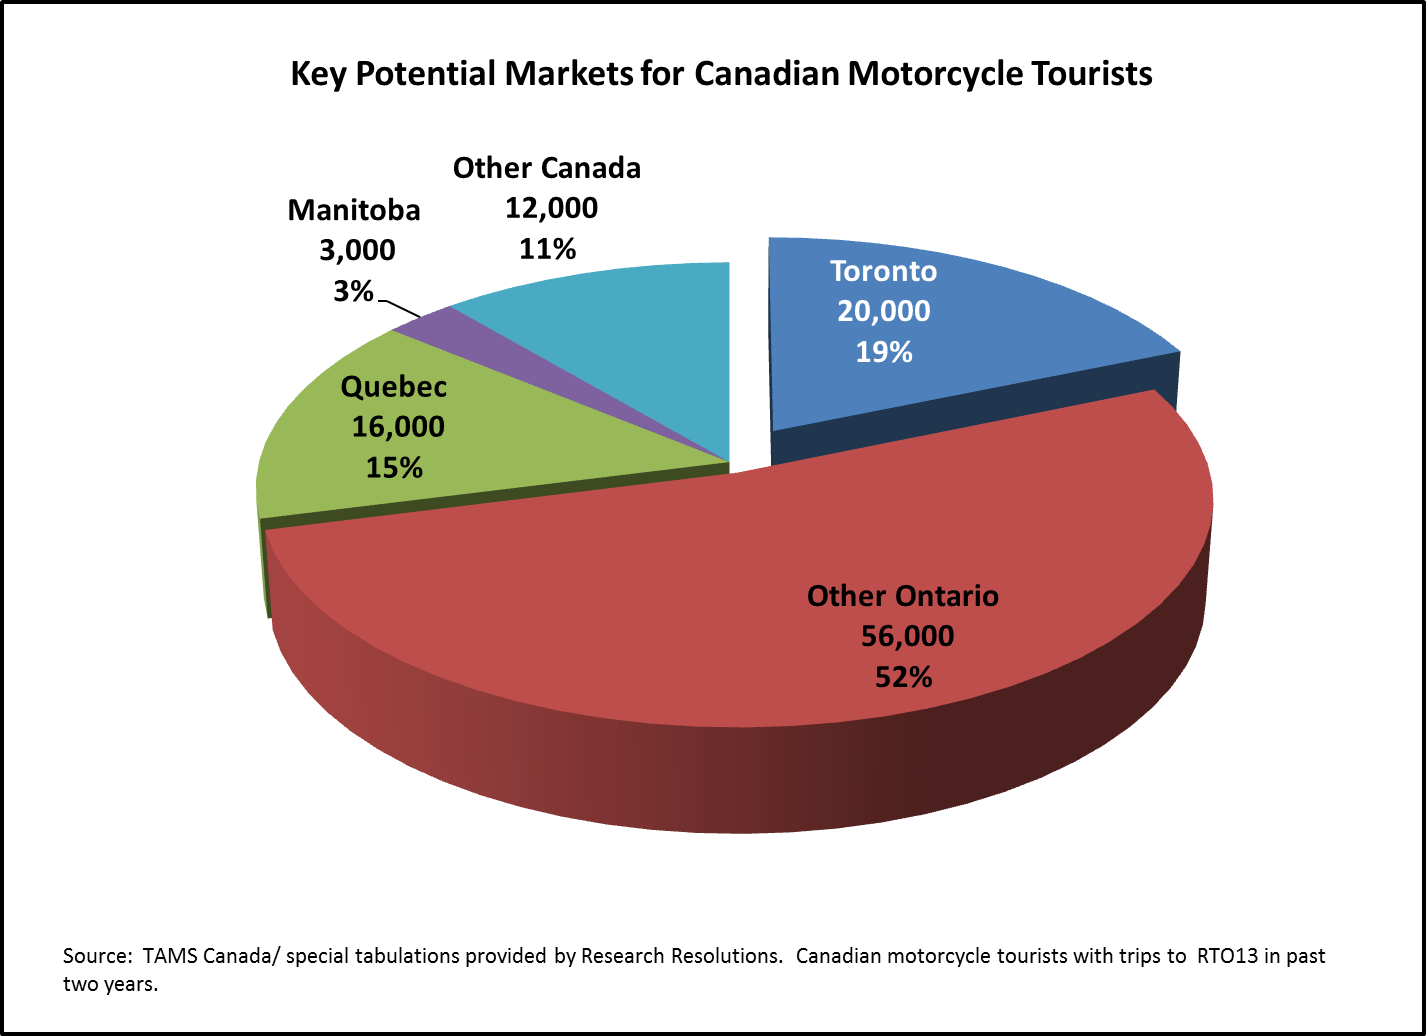 Key Potential Markets for Canadian Motorcycle Tourists
Other Canada
12,000
11%
Manitoba
3,000
3%
Toronto
20,000
19%
Quebec
16,000
15%
Other Ontario
56,000
52%
Source:  TAMS Canada/ special tabulations provided by Research Resolutions.  Canadian motorcycle tourists with trips to  RTO13 in past
two years.